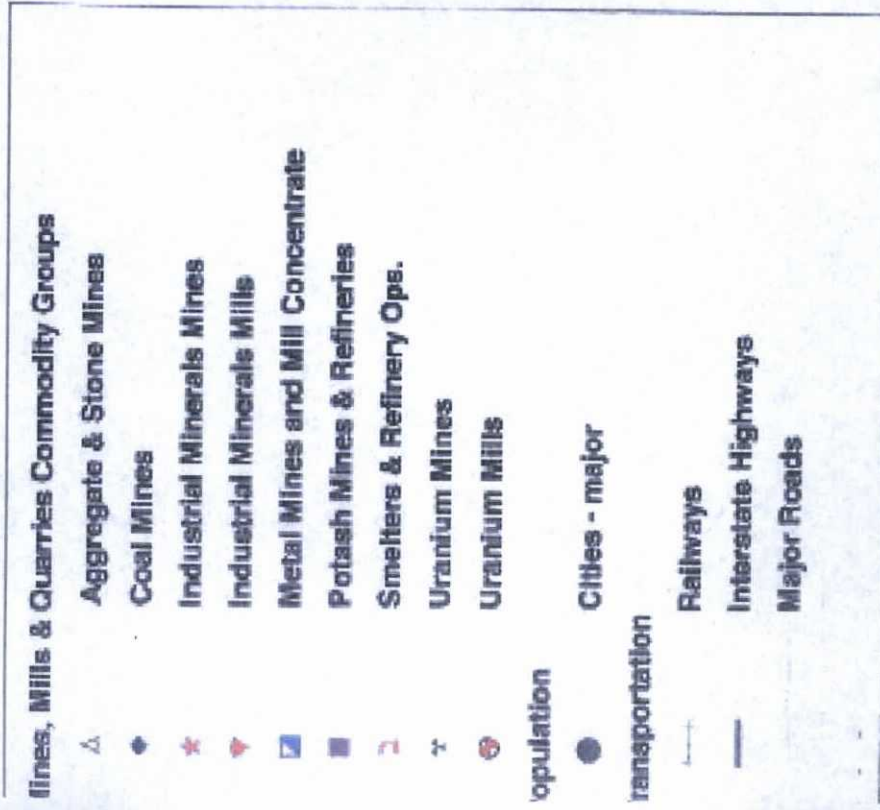 lines, Mills & Quarries Commodity Groups
Aggregate & Stone Mines
Coal Mines
Industrial Minerals Mines
Industrial Minerals Mills
Metal Mines and Mill Concentrate
Potash Mines & Refineries
Smelters & Refinery Ops.
Uranium Mines
Uranium Mills
opulation
Cities - major
ransportation
Railways
Interstate Highways
Major Roads